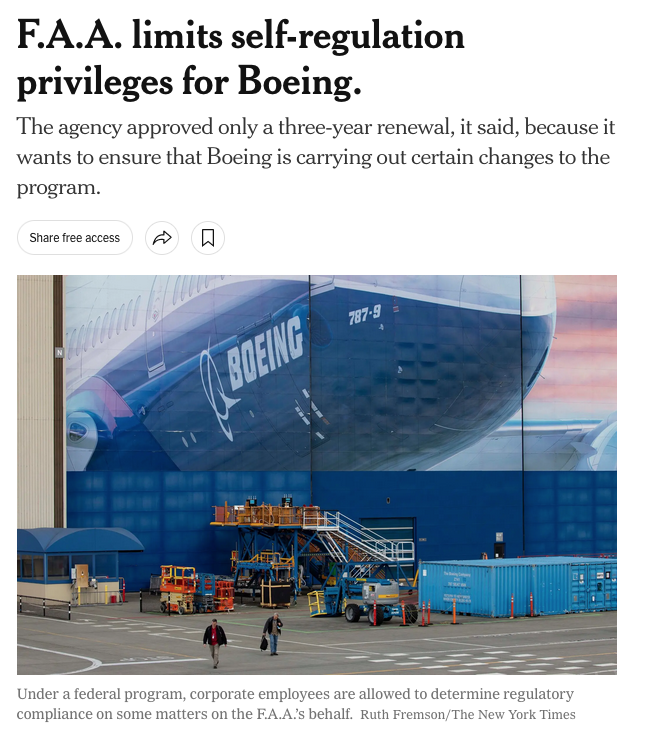 F.A.A. limits self-regulation
privileges for Boeing.
The agency approved only a three-year renewal, it said, because it
wants to ensure that Boeing is carrying out certain changes to the
program.
Share free access
N
BOEING
787-9
Under a federal program, corporate employees are allowed to determine regulatory
compliance on some matters on the F.A.A.’s behalf. Ruth Fremson/The New York Times